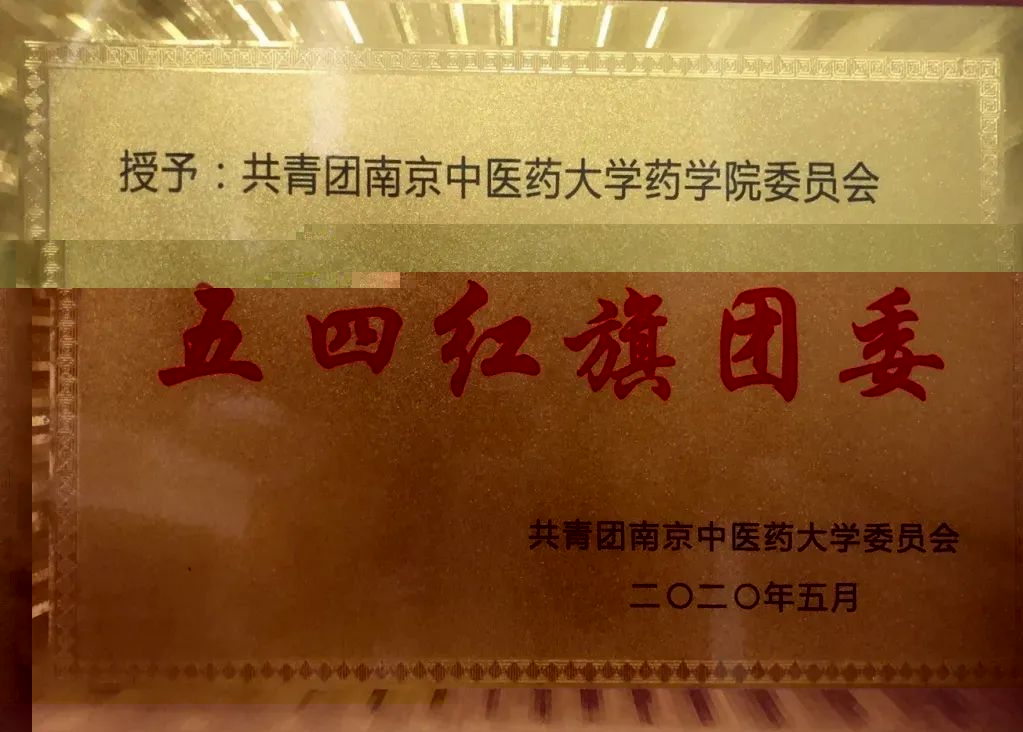 授予：共青团南京中医药大学药学院委员会
五四红旗团委
共青团南京中医药大学委员会
二〇二〇年五月